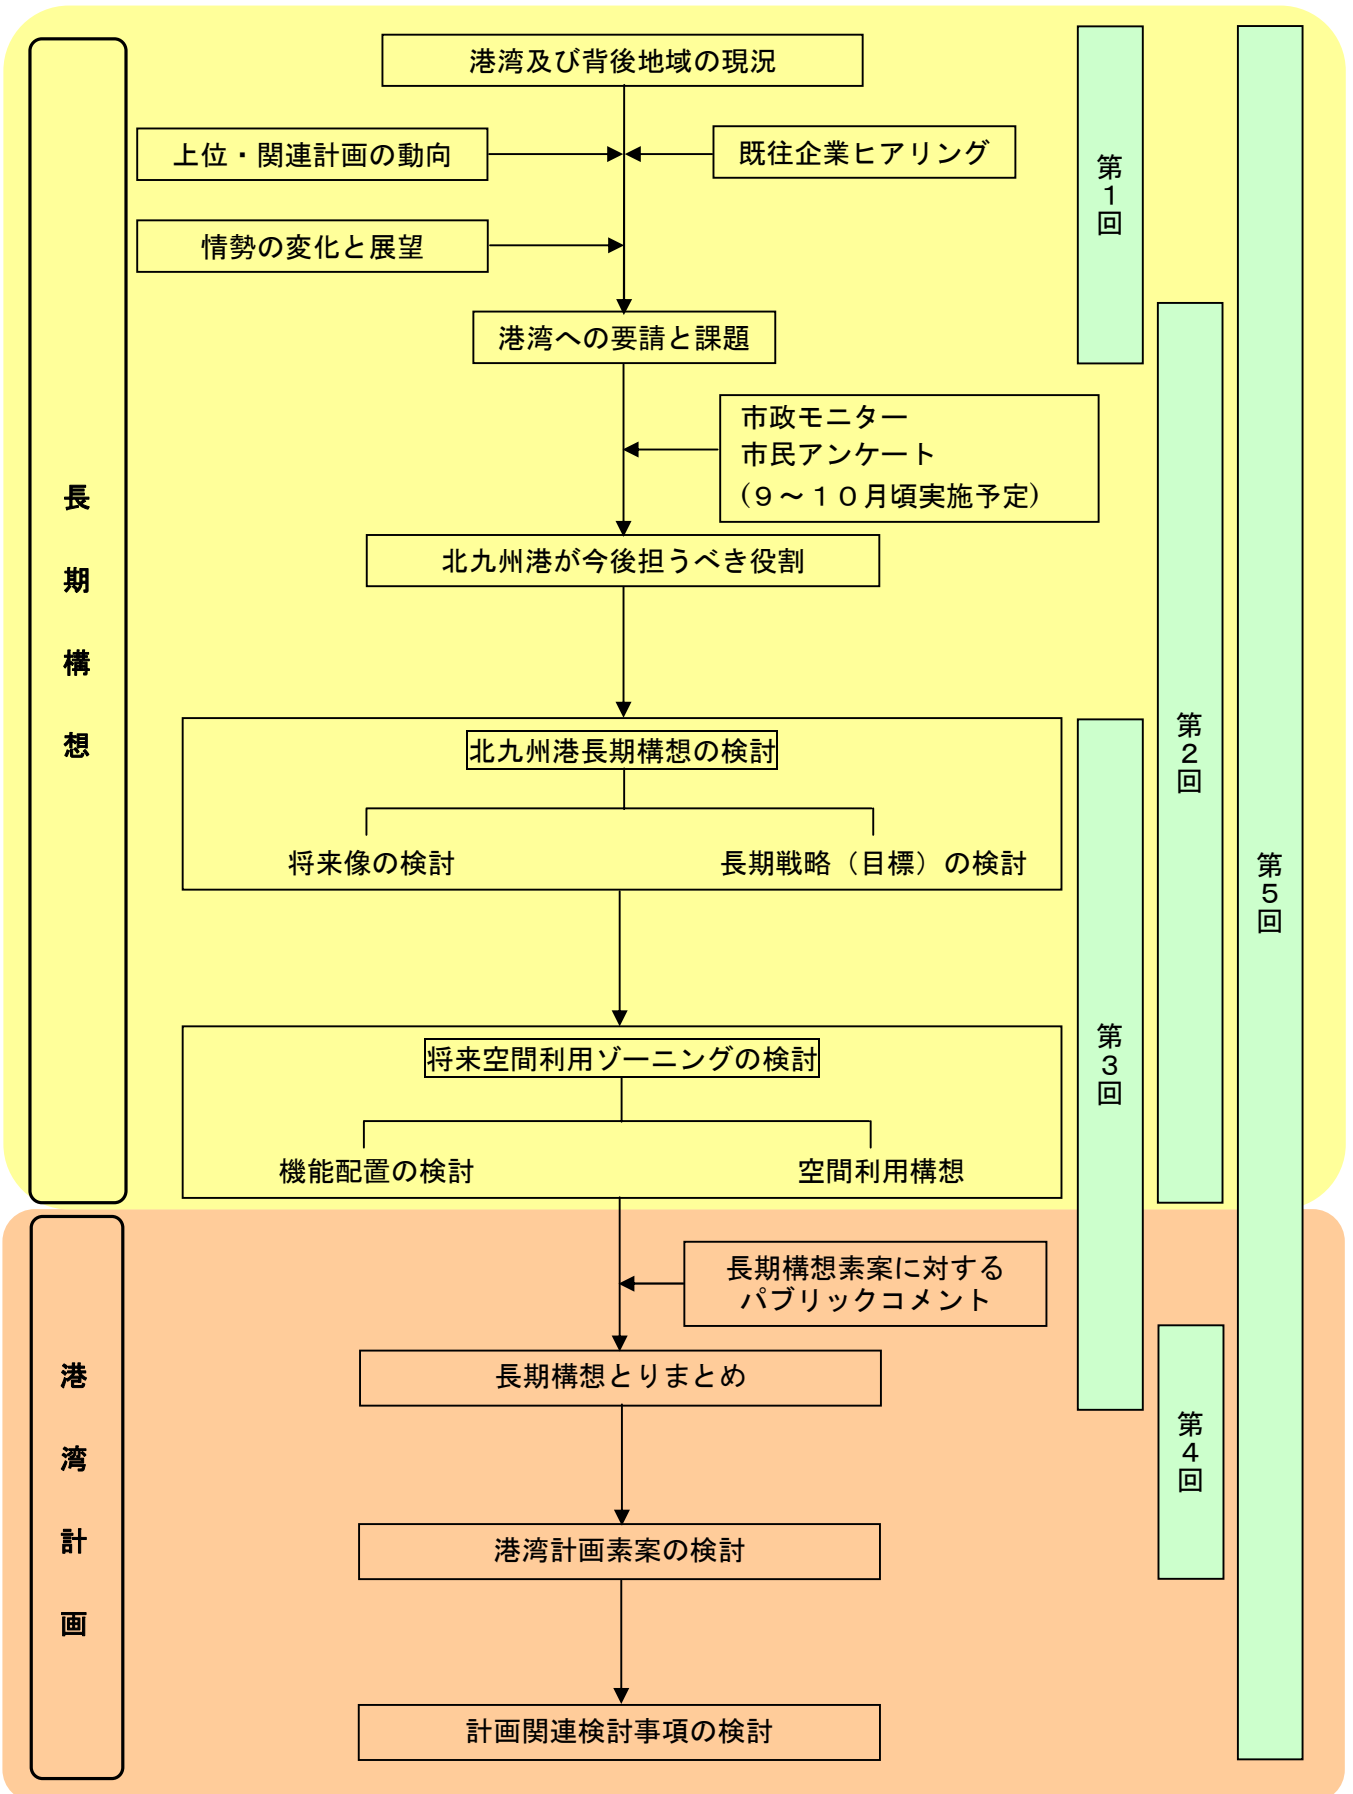 長期構想
港湾及び背後地域の現況
上位・関連計画の動向
既往企業ヒアリング
情勢の変化と展望
港湾への要請と課題
市政モニター
市民アンケート
(９～１０月頃実施予定)
北九州港が今後担うべき役割
北九州港長期構想の検討
将来像の検討
長期戦略（目標）の検討
将来空間利用ゾーニングの検討
機能配置の検討
空間利用構想
港湾計画
長期構想素案に対する
パブリックコメント
長期構想とりまとめ
港湾計画素案の検討
計画関連検討事項の検討
第１回
第２回
第３回
第４回
第５回